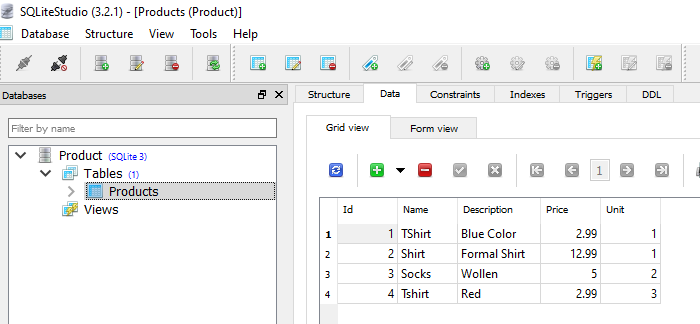 SQLiteStudio (3.2.1) - [Products (Product)]
Database Structure View Tools Help
Databases
Structure Data Constraints Indexes Triggers DDL
Filter by name
Grid view Form view
Product (SQLite 3)
Tables (1)
Products
Views
1
Id Name Description Price Unit
1 1 TShirt Blue Color 2.99 1
2 2 Shirt Formal Shirt 12.99 1
3 3 Socks Wollen 5 2
4 4 Tshirt Red 2.99 3